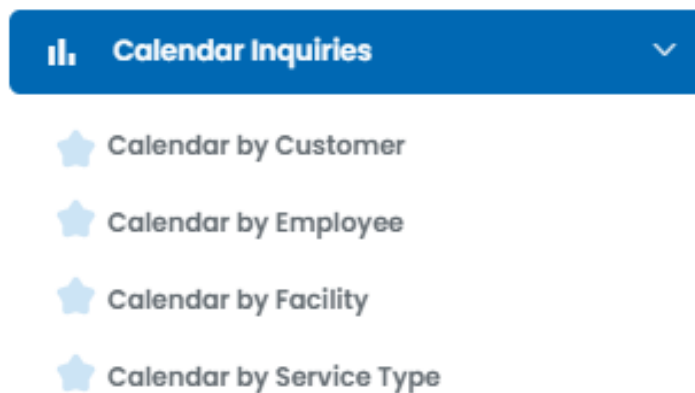 Calendar Inquiries
Calendar by Customer
Calendar by Employee
Calendar by Facility
Calendar by Service Type